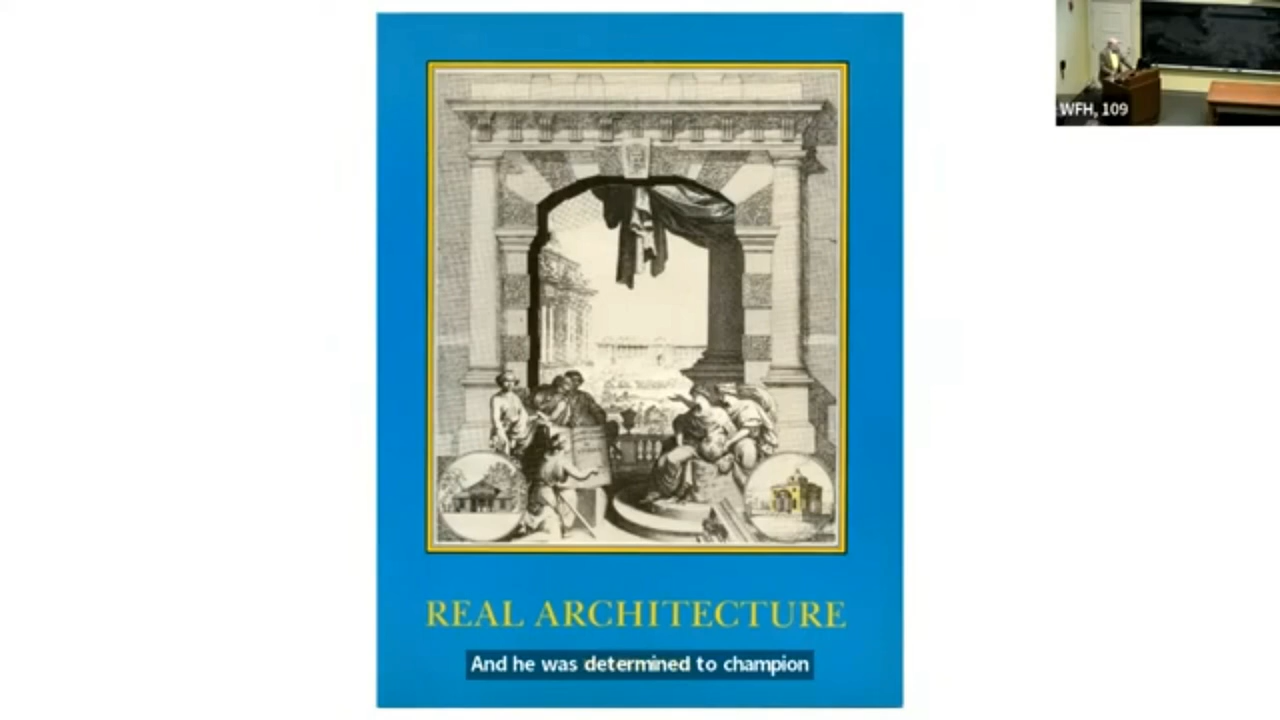 WFH, 109
REAL ARCHITECTURE
And he was determined to champion